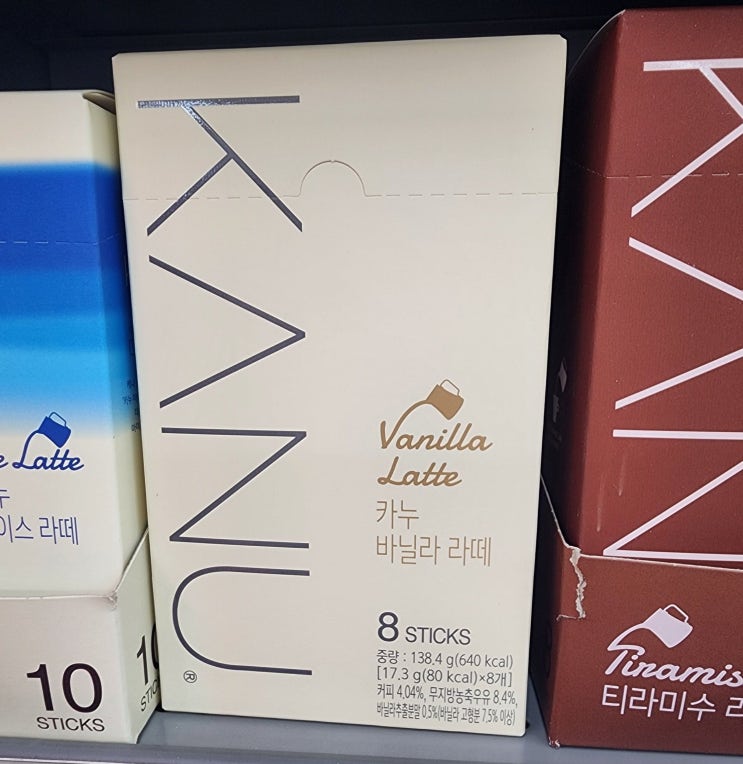 KANU
Vanilla
Latte
카누
바닐라 라떼
8 STICKS
중량 : 138.4 g(640 kcal)
[17.3 g(80 kcal)×8개]
커피 4.04%, 무지방농축우유 8.4%,
바닐라추출분말 0.5%(바닐라 고형분 7.5% 이상)
®
Latte
이스 라떼
10
STICKS
티라미수